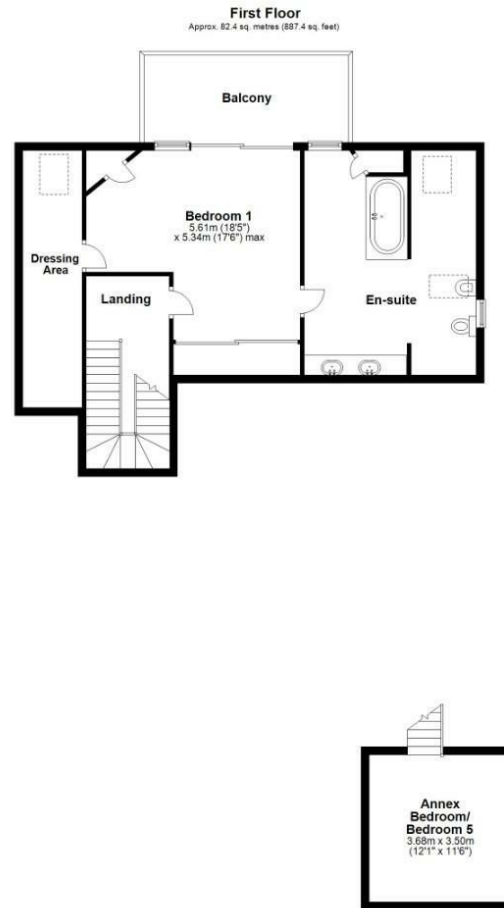 First Floor
Approx. 82.4 sq. metres (887.4 sq. feet)
Balcony
Bedroom 1
5.61m (18'5")
x 5.34m (17'6") max
Dressing
Area
Landing
En-suite
Annex
Bedroom/
Bedroom 5
3.68m x 3.50m
(12'1" x 11'6")